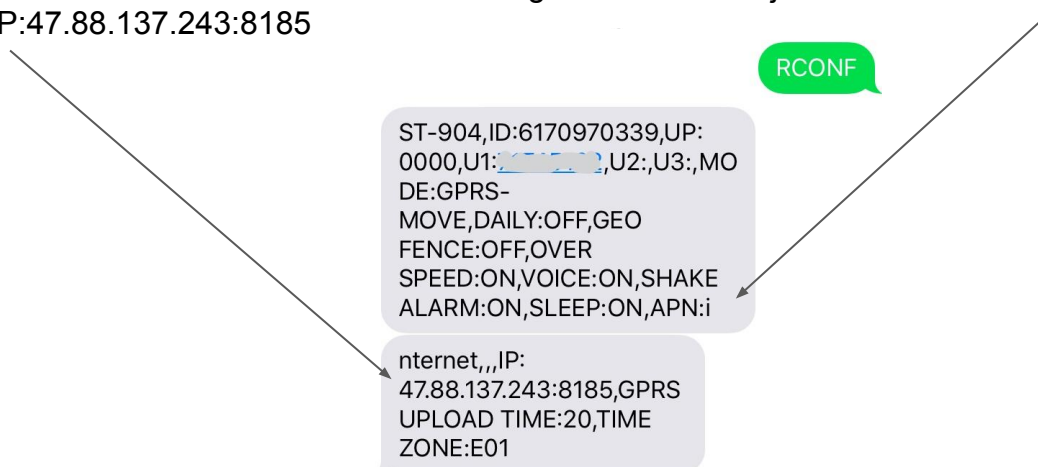 P:47.88.137.243:8185
RCONF
ST-904,ID:6170970339,UP:
0000,U1:,U2:,U3:,MO
DE:GPRS-
MOVE,DAILY:OFF,GEO
FENCE:OFF,OVER
SPEED:ON,VOICE:ON,SHAKE
ALARM:ON,SLEEP:ON,APN:i
nternet,,,IP:
47.88.137.243:8185,GPRS
UPLOAD TIME:20,TIME
ZONE:E01